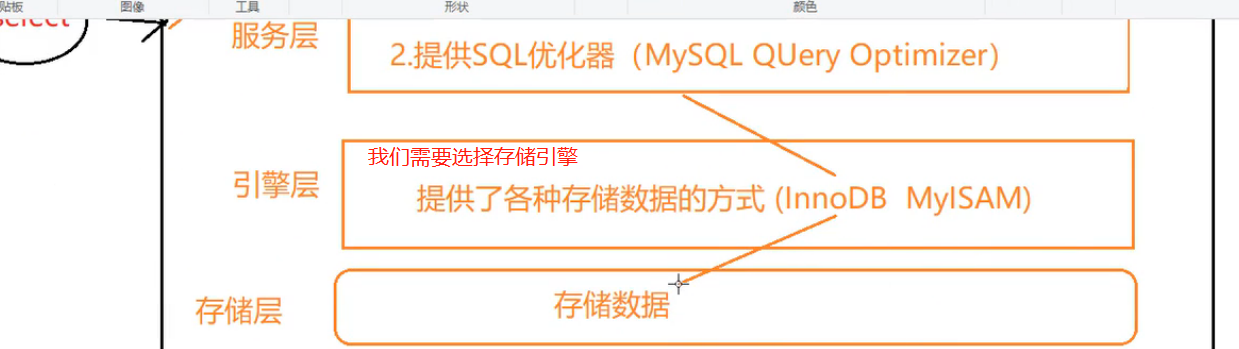 贴板 图像 工具 形状 颜色
select
服务层
2.提供SQL优化器（MySQL QUery Optimizer）
我们需要选择存储引擎
引擎层
提供了各种存储数据的方式 (InnoDB MyISAM)
存储层
存储数据